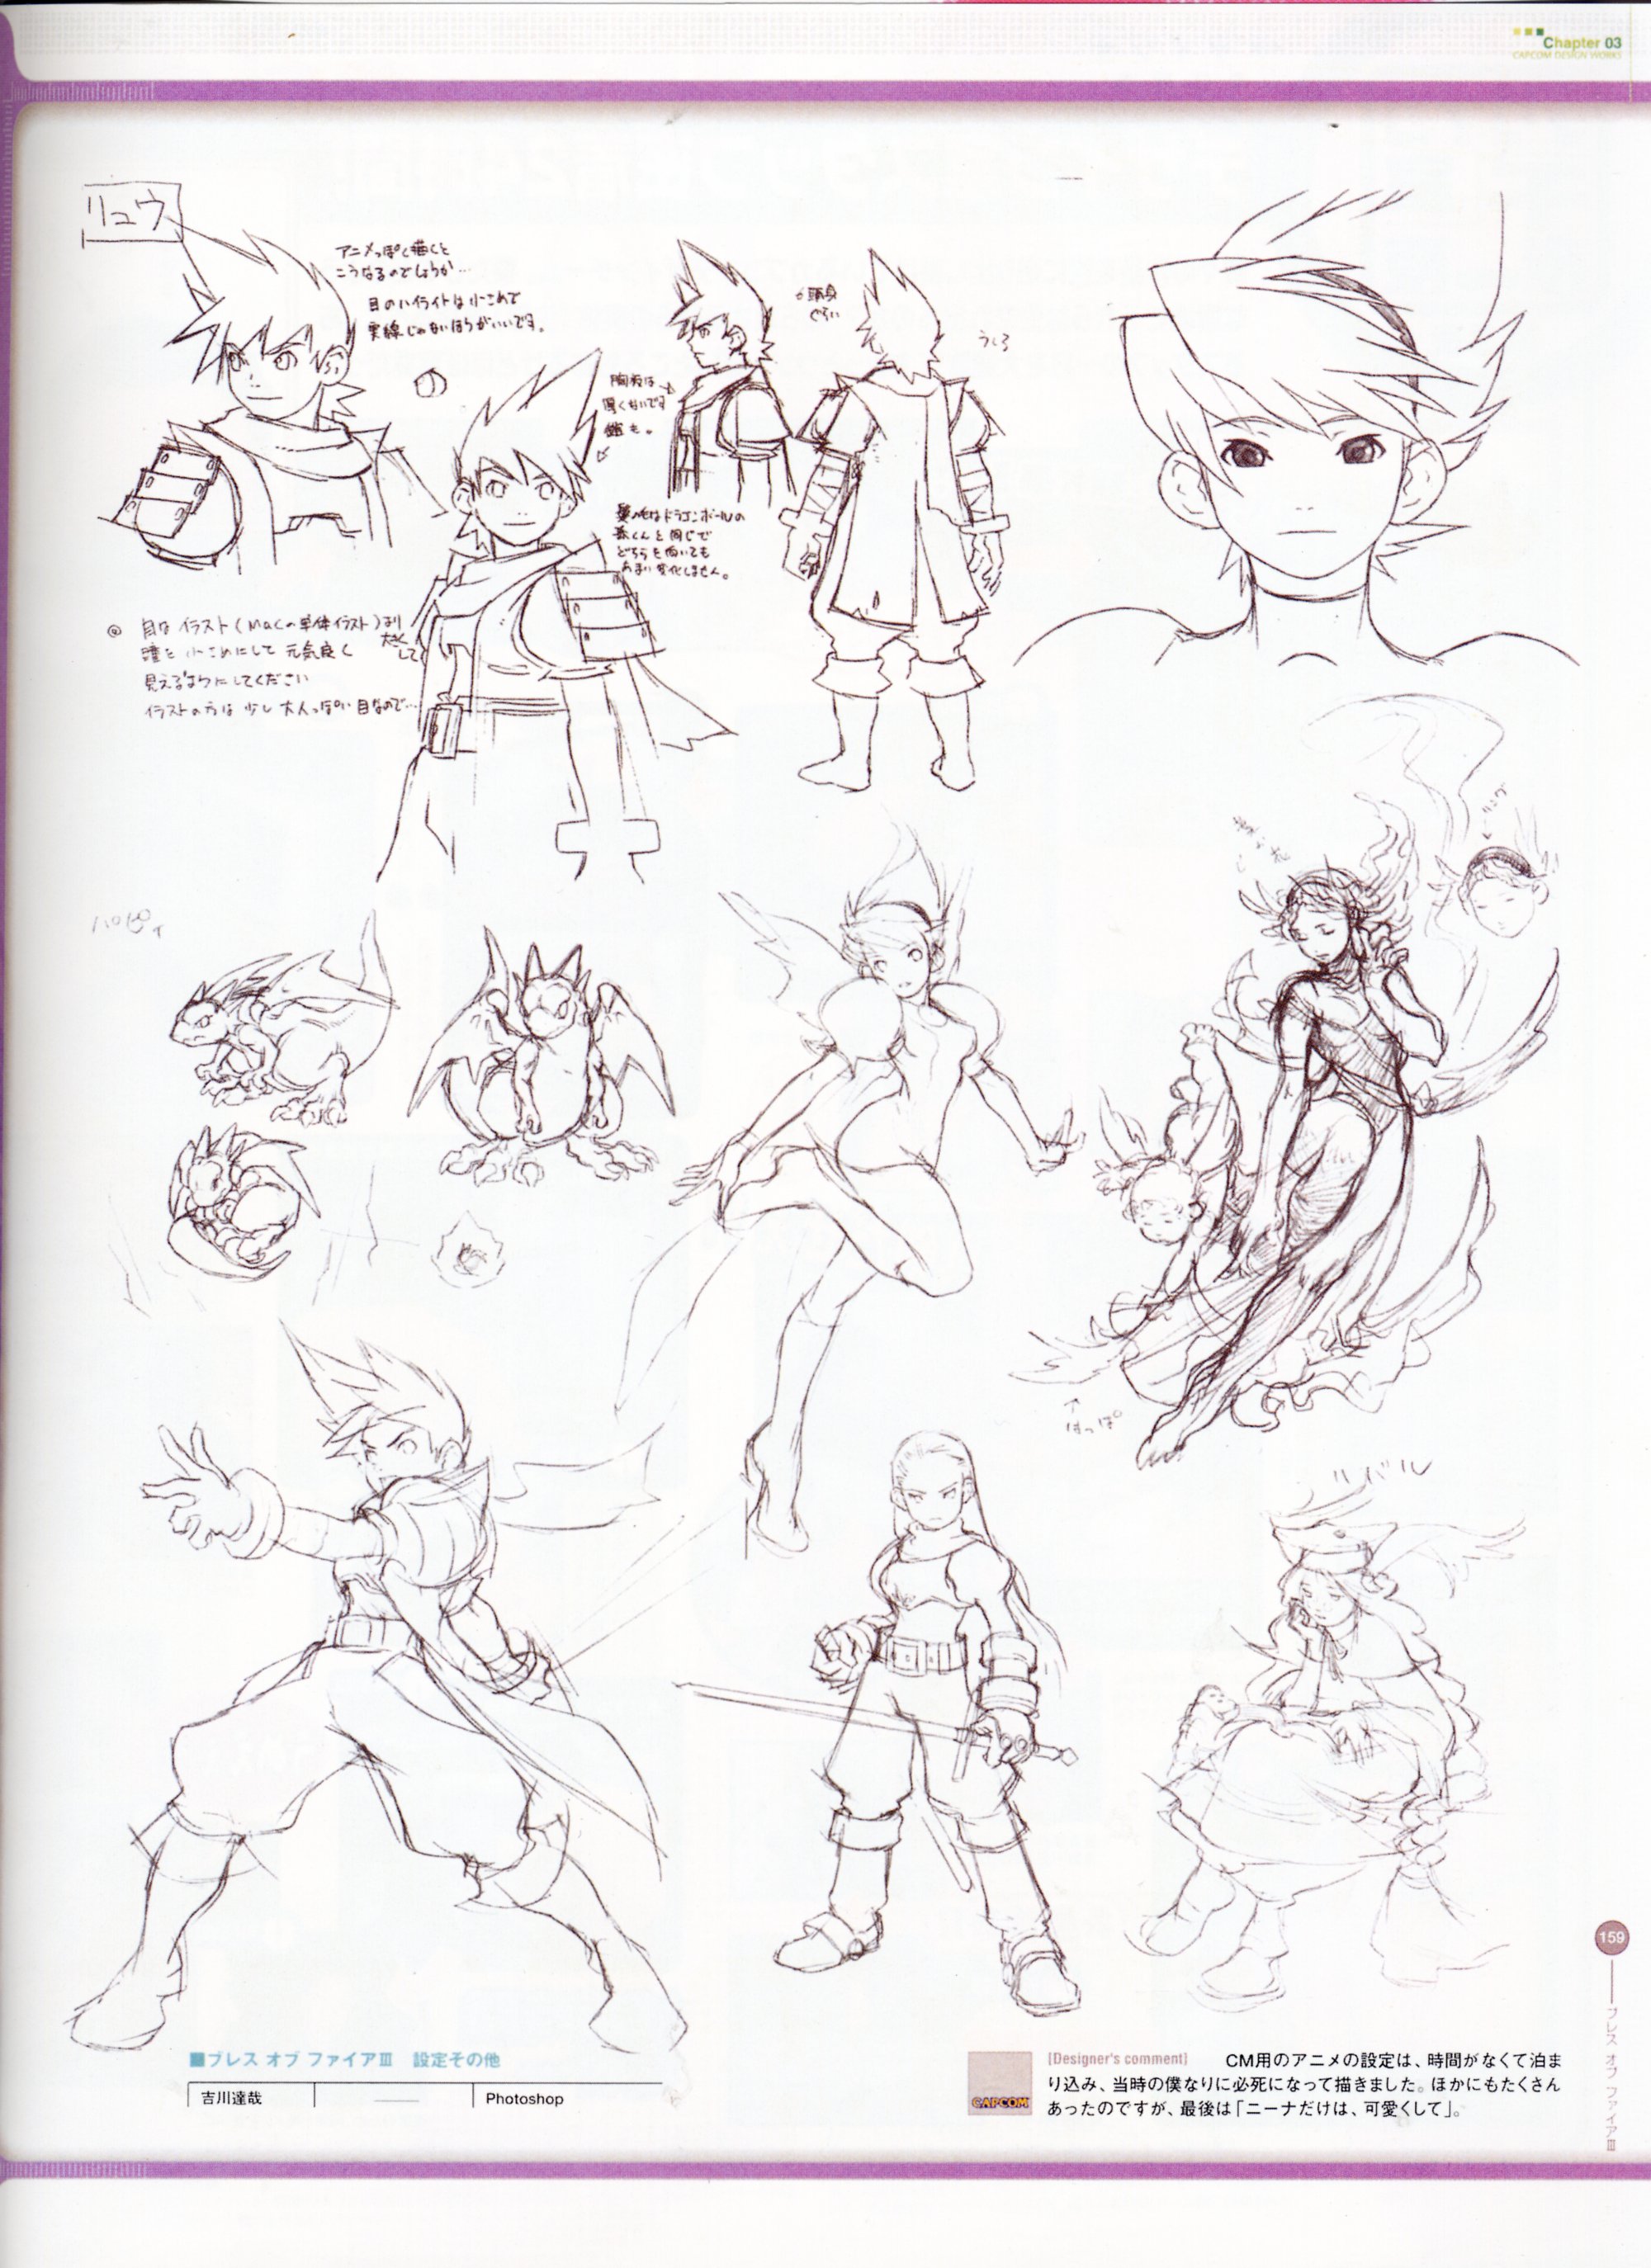 Chapter 03
CAPCOM DESIGN WORKS
リュウ
アニメっぽく描くと
こうなるのでしょうか…
目のハイライトは小さめで
実線じゃないほうがいいです。
6頭身
ぐらい
うしろ
胸板は
厚くないです
髪の毛はドラゴンボールの
悟くんと同じで
どちらを向いても
あまり変化しません。
◎ 目は イラスト(Macの単体イラスト)より
大きくして
瞳を 小さめにして 元気良く
見えるようにしてください
イラストの方は 少し 大人っぽい 目なので…
リング
パピィ
はっぱ
159
ブレス オブ ファイアⅢ
■ブレス オブ ファイアⅢ 設定その他
吉川達哉
Photoshop
CAPCOM
[Designer's comment] CM用のアニメの設定は、時間がなくて泊ま
り込み、当時の僕なりに必死になって描きました。ほかにもたくさん
あったのですが、最後は「ニーナだけは、可愛くして」。